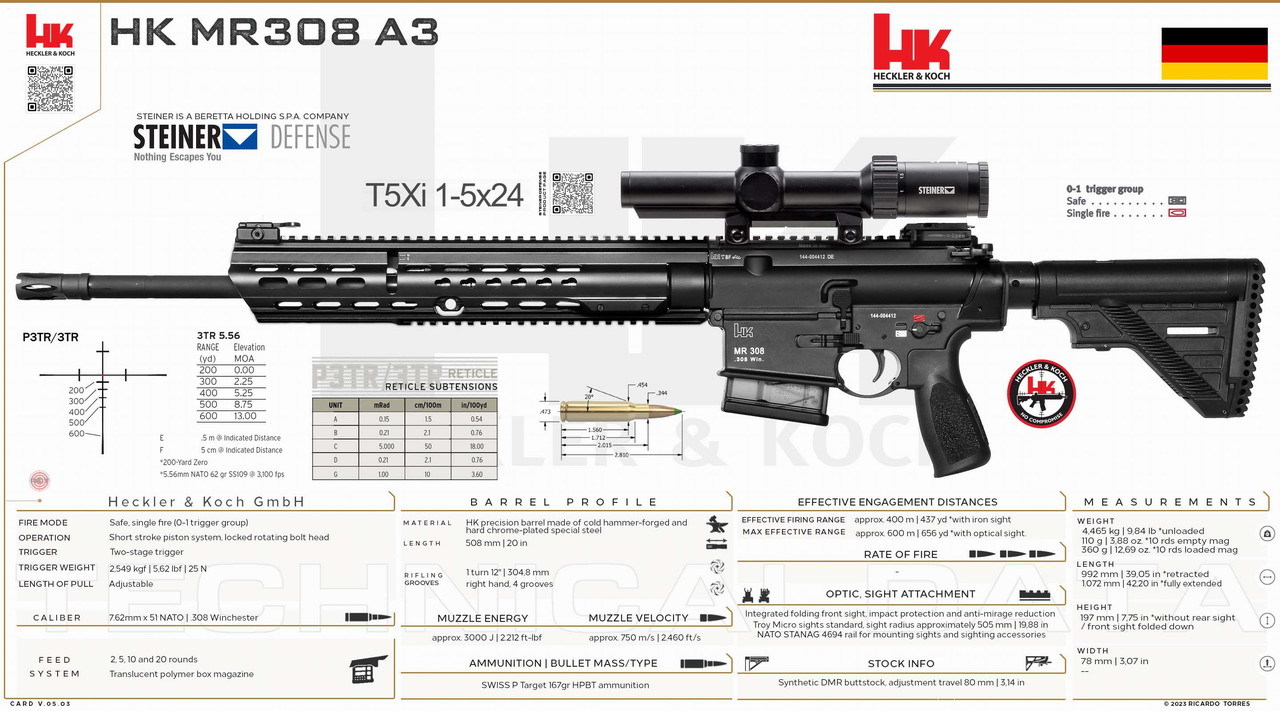 HK
HECKLER & KOCH
HK MR308 A3
HK
HECKLER & KOCH
STEINER IS A BERETTA HOLDING S.P.A. COMPANY
STEINER DEFENSE
Nothing Escapes You
T5Xi 1-5x24
STEINER
0-1 trigger group
Safe . . . . . . . . . .
Single fire . . . . . . .
144-004412 DE
144-004412
HK
MR 308
.308 Win.
HECKLER & KOCH
HK
NO COMPROMISE
P3TR/3TR
200
300
400
500
600
3TR 5.56
RANGE Elevation
(yd) MOA
200 0.00
300 2.25
400 5.25
500 8.75
600 13.00
E .5 m @ Indicated Distance
F 5 cm @ Indicated Distance
*200-Yard Zero
*5.56mm NATO 62 gr SS109 @ 3,100 fps
P3TR/3TR RETICLE
RETICLE SUBTENSIONS
UNIT mRad cm/100m in/100yd
A 0.15 1.5 0.54
B 0.21 2.1 0.76
C 5.000 50 18.00
D 0.21 2.1 0.76
G 1.00 10 3.60
.454
20°
.344
.473
1.560
1.712
2.015
2.810
Heckler & Koch GmbH
FIRE MODE Safe, single fire (0-1 trigger group)
OPERATION Short stroke piston system, locked rotating bolt head
TRIGGER Two-stage trigger
TRIGGER WEIGHT 2,549 kgf | 5,62 lbf | 25 N
LENGTH OF PULL Adjustable
CALIBER 7.62mm x 51 NATO | .308 Winchester
FEED SYSTEM
2, 5, 10 and 20 rounds
Translucent polymer box magazine
BARREL PROFILE
MATERIAL HK precision barrel made of cold hammer-forged and
hard chrome-plated special steel
LENGTH 508 mm | 20 in
RIFLING GROOVES
1 turn 12" | 304,8 mm
right hand, 4 grooves
MUZZLE ENERGY MUZZLE VELOCITY
approx. 3000 J | 2.212 ft-lbf approx. 750 m/s | 2.460 ft/s
AMMUNITION | BULLET MASS/TYPE
SWISS P Target 167gr HPBT ammunition
EFFECTIVE ENGAGEMENT DISTANCES
EFFECTIVE FIRING RANGE approx. 400 m | 437 yd *with iron sight
MAX EFFECTIVE RANGE approx. 600 m | 656 yd *with optical sight.
RATE OF FIRE
-
OPTIC, SIGHT ATTACHMENT
Integrated folding front sight, impact protection and anti-mirage reduction
Troy Micro sights standard, sight radius approximately 505 mm | 19,88 in
NATO STANAG 4694 rail for mounting sights and sighting accessories
STOCK INFO
Synthetic DMR buttstock, adjustment travel 80 mm | 3,14 in
MEASUREMENTS
WEIGHT
4,465 kg | 9,84 lb *unloaded
110 g | 3,88 oz *10 rds empty mag
360 g | 12,69 oz. *10 rds loaded mag
LENGTH
992 mm | 39,05 in *retracted
1.072 mm | 42,20 in *fully extended
HEIGHT
197 mm | 7,75 in *without rear sight
/ front sight folded down
WIDTH
78 mm | 3,07 in
--
TECHNICAL DATA
CARD V.05.03
© 2023 RICARDO TORRES